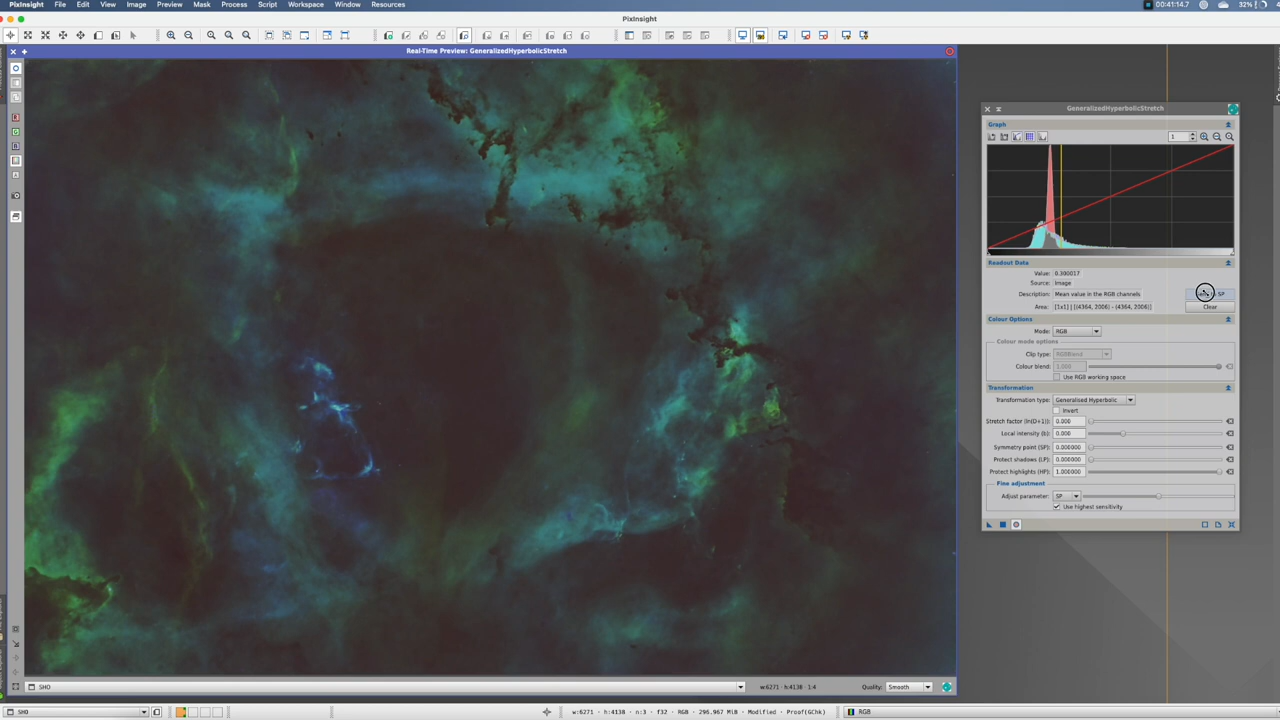 PixInsight File Edit View Image Preview Mask Process Script Workspace Window Resources 00:41:14.7 32%
PixInsight
Real-Time Preview: GeneralizedHyperbolicStretch
R
G
B
A
GeneralizedHyperbolicStretch
Graph
1
Readout Data
Value: 0.300017
Source: Image
Description: Mean value in the RGB channels SP
Area: [1x1] | [(4364, 2006) - (4364, 2006)] Clear
Colour Options
Mode: RGB
Colour mode options
Clip type: RGBBlend
Colour blend: 1.000
Use RGB working space
Transformation
Transformation type: Generalised Hyperbolic
Invert
Stretch factor (ln(D+1)): 0.000
Local intensity (b): 0.000
Symmetry point (SP): 0.000000
Protect shadows (LP): 0.000000
Protect highlights (HP): 1.000000
Fine adjustment
Adjust parameter: SP
Use highest sensitivity
SHO w:6271 · h:4138 · 1:4 Quality: Smooth
SHO w:6271 · h:4138 · n:3 · f32 · RGB · 296.967 MiB · Modified · Proof(GChk) RGB